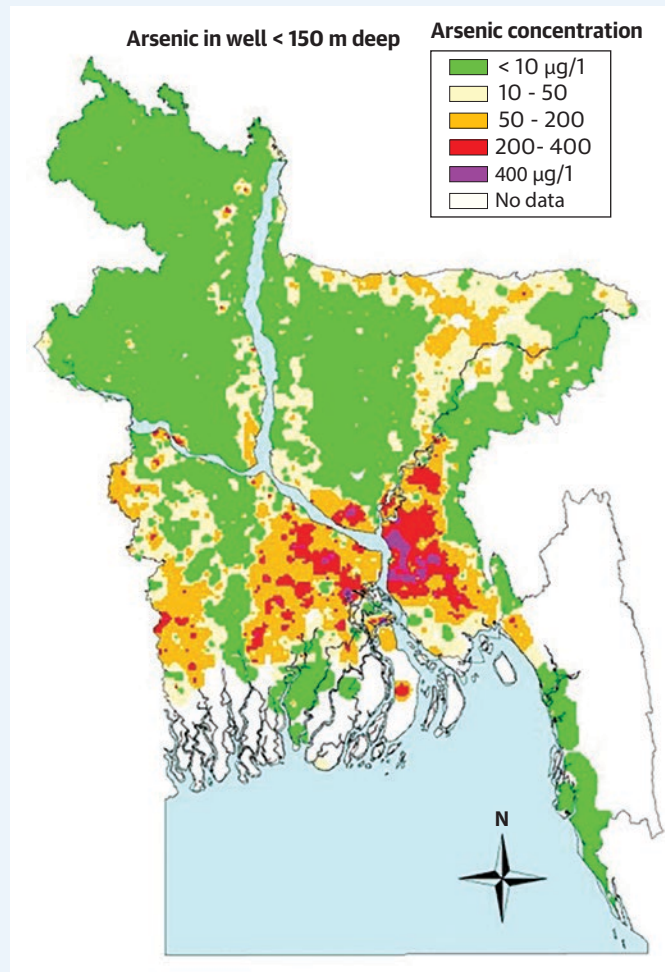 Arsenic in well < 150 m deep
Arsenic concentration
< 10 µg/1
10 - 50
50 - 200
200- 400
400 µg/1
No data
N